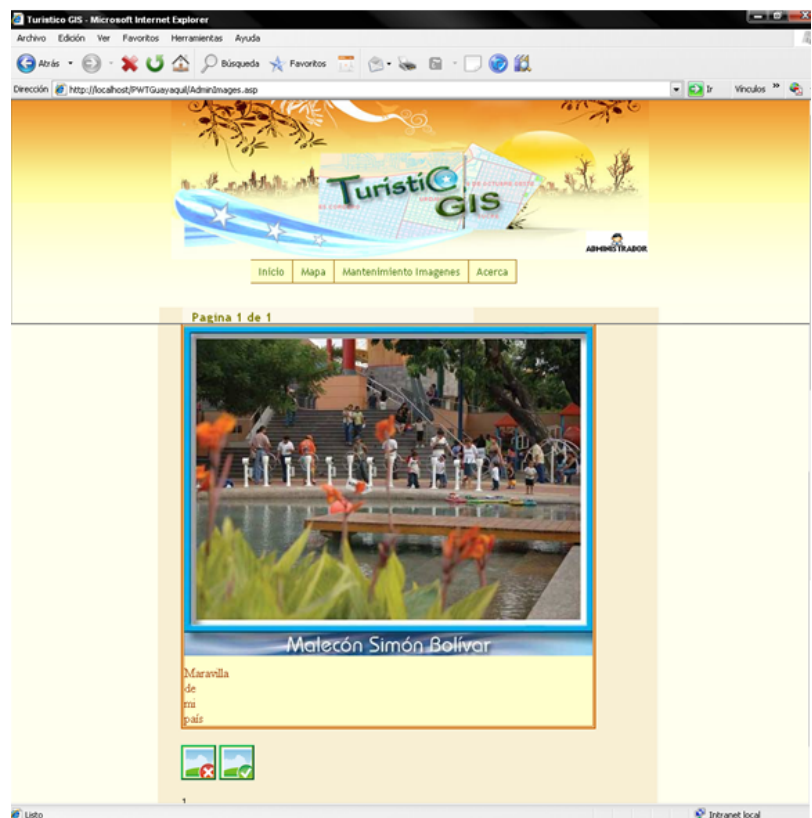 Turistico GIS - Microsoft Internet Explorer
Archivo Edición Ver Favoritos Herramientas Ayuda
Atrás Búsqueda Favoritos
Dirección http://localhost/PWTGuayaquil/AdminImages.asp Ir Vínculos »
Turístico
GIS
ADMINISTRADOR
Inicio Mapa Mantenimiento Imagenes Acerca
Pagina 1 de 1
Malecón Simón Bolívar
Maravilla
de
mi
país
1
Listo Intranet local